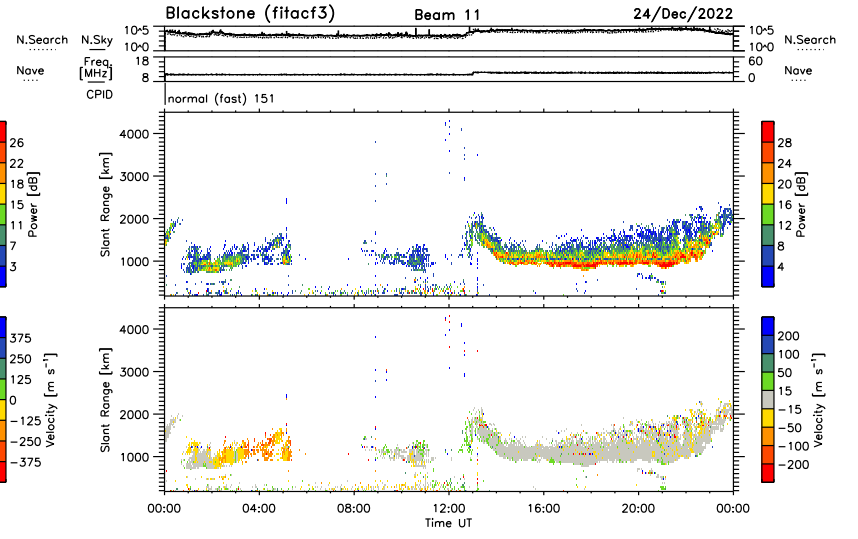 Blackstone (fitacf3) Beam 11 24/Dec/2022
N.Search N.Sky 10^5 10^0 10^5 10^0 N.Search
Nave Freq. [MHz] 18 8 60 0 Nave
CPID normal (fast) 151
26 22 18 15 11 7 3
Power [dB]
Slant Range [km]
4000
3000
2000
1000
28 24 20 16 12 8 4
Power [dB]
375 250 125 0 -125 -250 -375
Velocity [m s⁻¹]
Slant Range [km]
4000
3000
2000
1000
200 100 50 15 -15 -50 -100 -200
Velocity [m s⁻¹]
00:00 04:00 08:00 12:00 16:00 20:00 00:00
Time UT